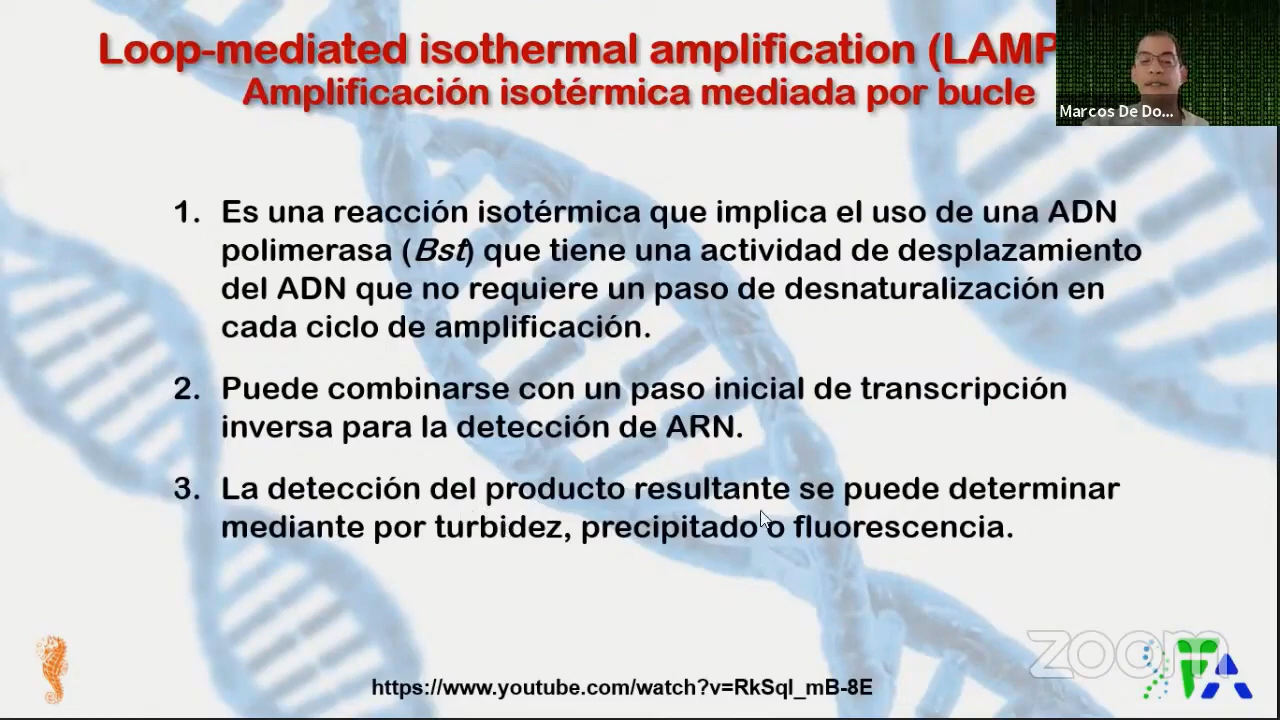 Loop-mediated isothermal amplification (LAMP
Amplificación isotérmica mediada por bucle
Marcos De Do...
1. Es una reacción isotérmica que implica el uso de una ADN
polimerasa (Bst) que tiene una actividad de desplazamiento
del ADN que no requiere un paso de desnaturalización en
cada ciclo de amplificación.
2. Puede combinarse con un paso inicial de transcripción
inversa para la detección de ARN.
3. La detección del producto resultante se puede determinar
mediante por turbidez, precipitado o fluorescencia.
zoom
TA
https://www.youtube.com/watch?v=RkSqI_mB-8E